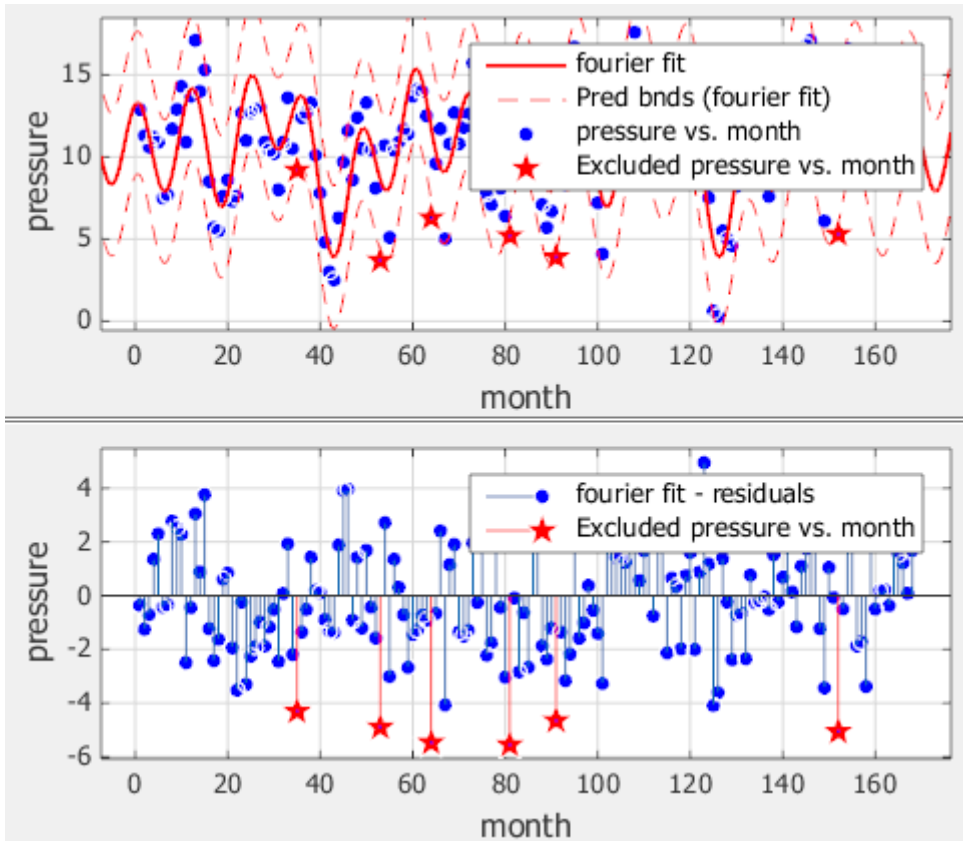 15
10
5
0
pressure
fourier fit
Pred bnds (fourier fit)
pressure vs. month
Excluded pressure vs. month
0 20 40 60 80 100 120 140 160
month
4
2
0
-2
-4
-6
pressure
fourier fit - residuals
Excluded pressure vs. month
0 20 40 60 80 100 120 140 160
month